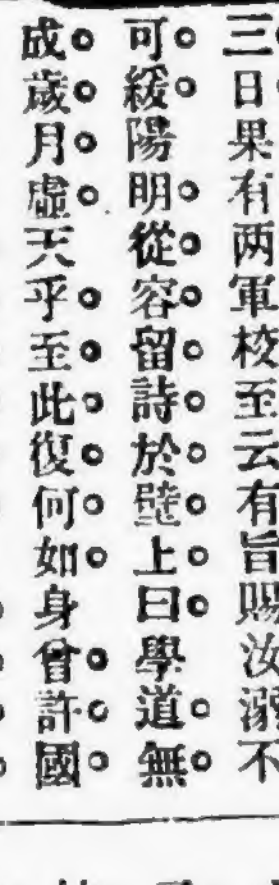 三日果有两軍校至云有旨賜汝溺不
可緩陽明從容留詩於壁上曰學道無
成歲月虛天乎至此復何如身曾許國